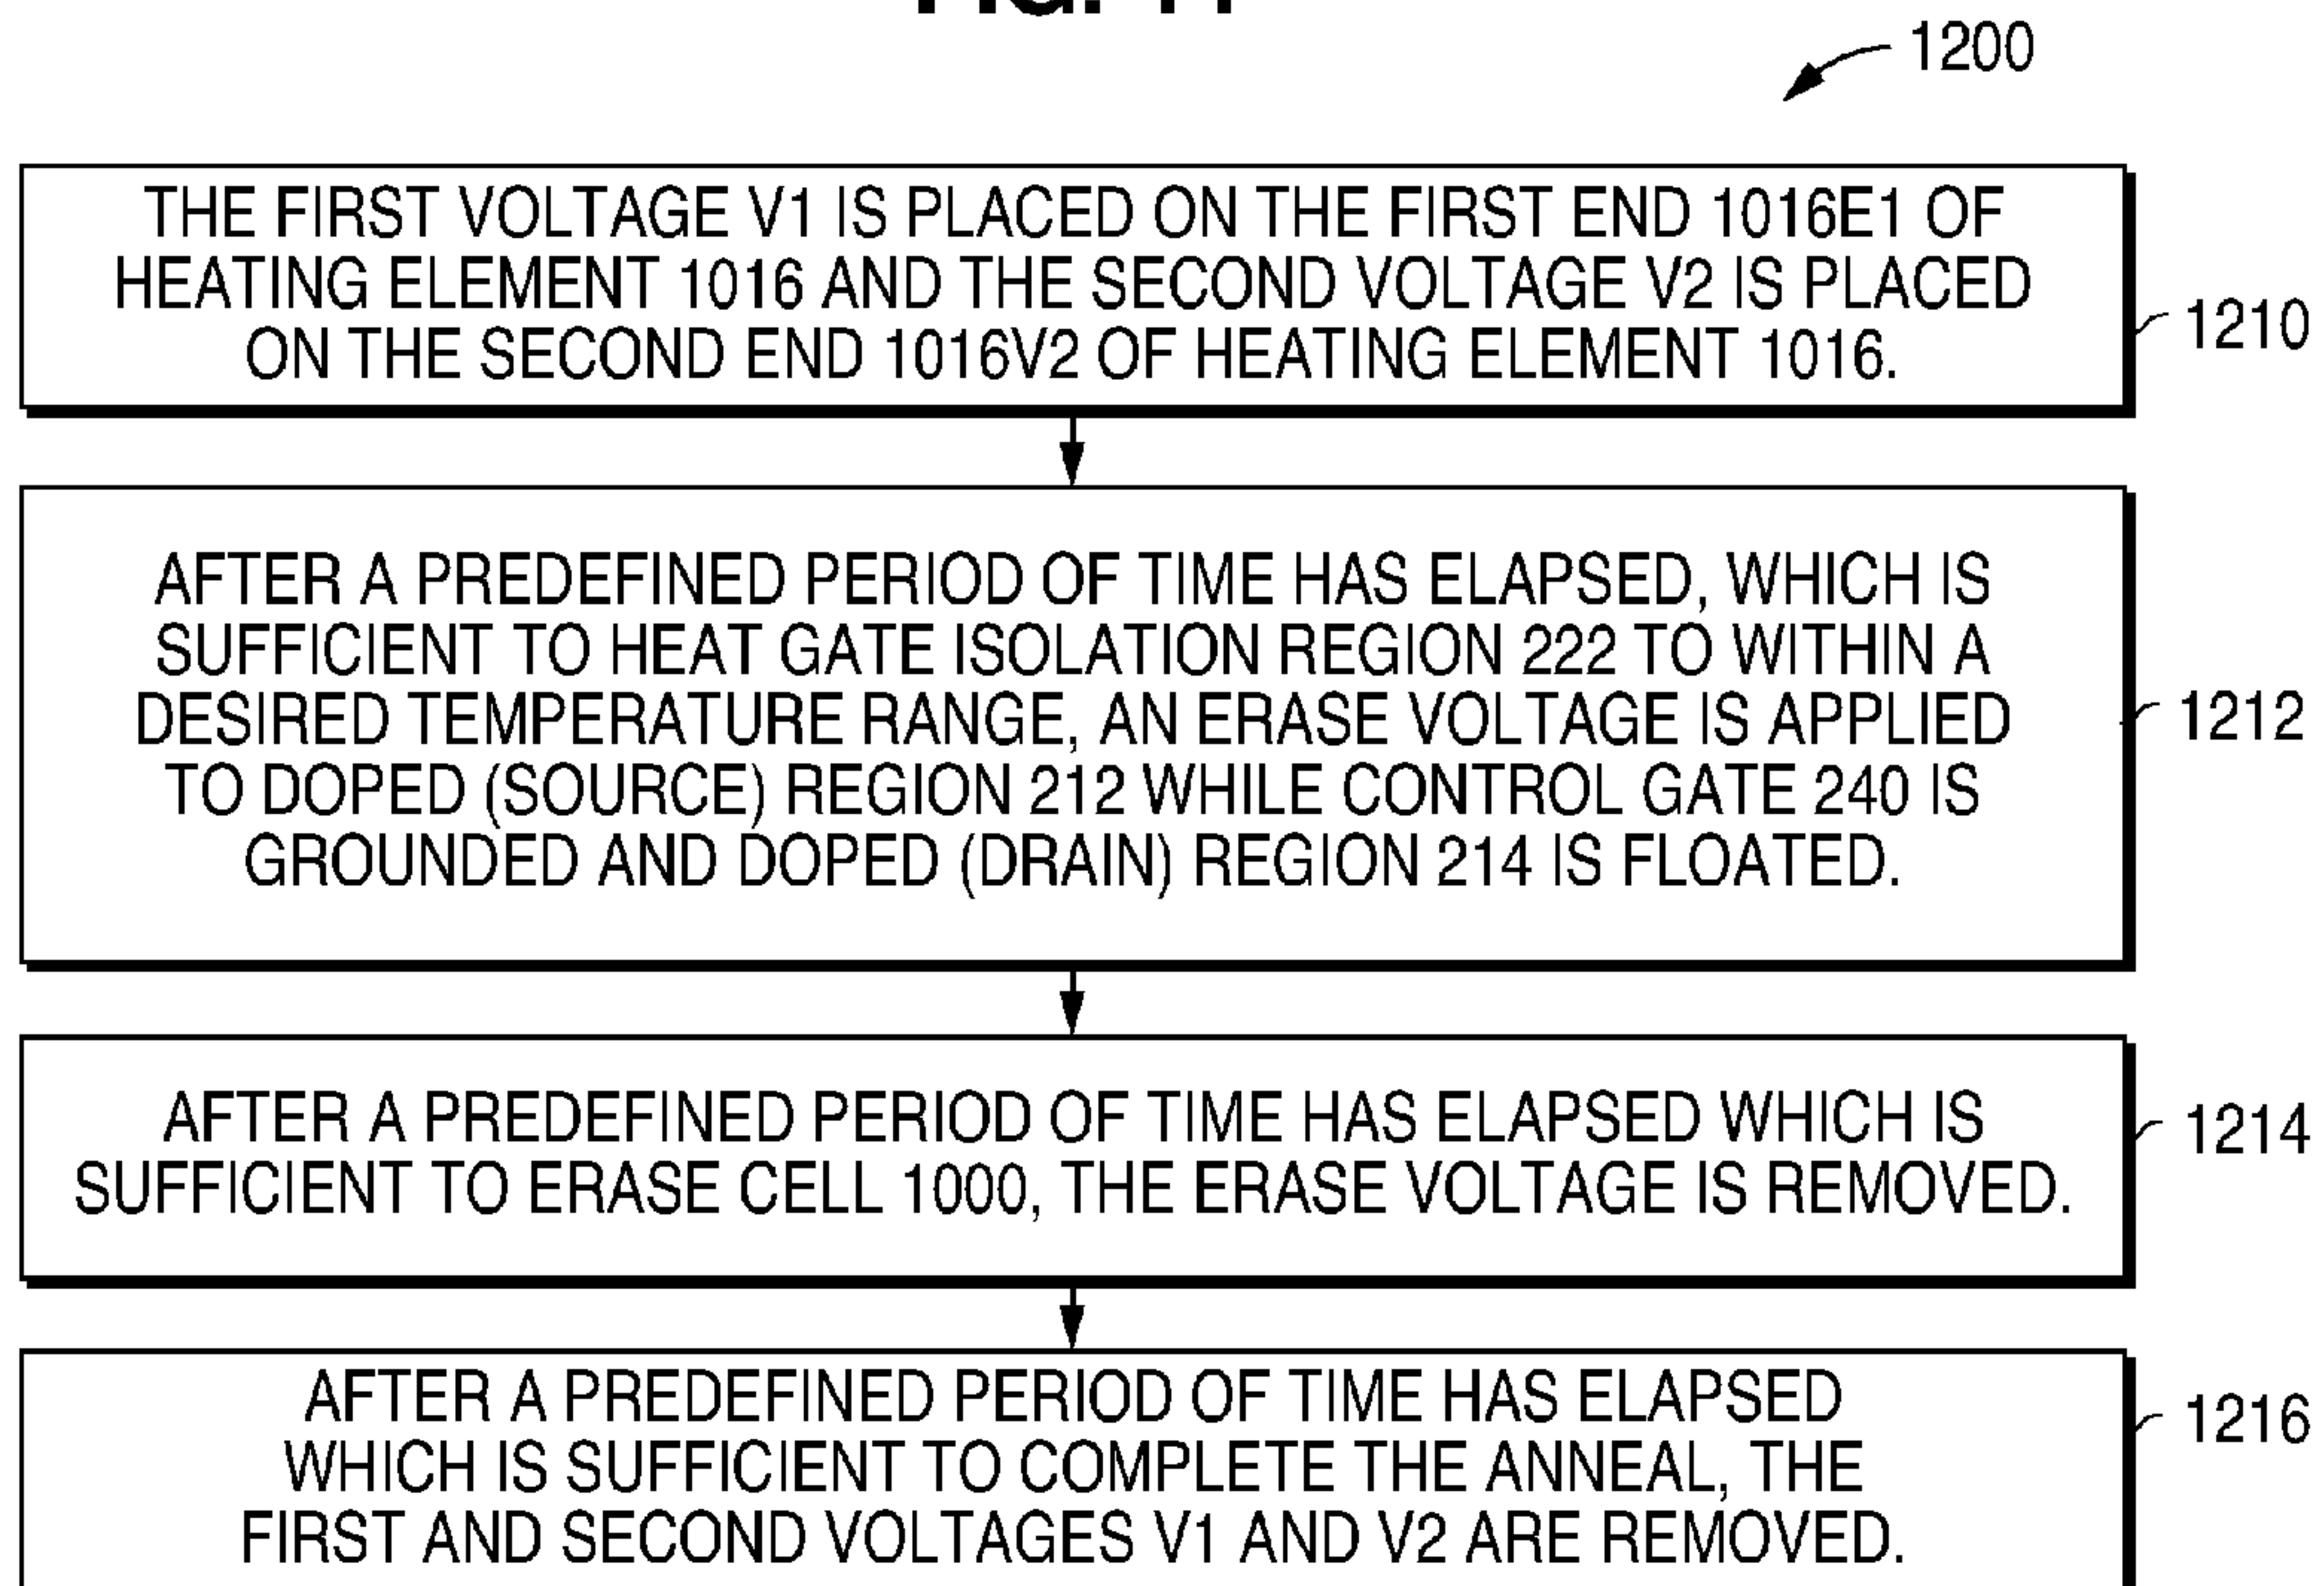 1200
THE FIRST VOLTAGE V1 IS PLACED ON THE FIRST END 1016E1 OF
HEATING ELEMENT 1016 AND THE SECOND VOLTAGE V2 IS PLACED
ON THE SECOND END 1016V2 OF HEATING ELEMENT 1016.
1210
AFTER A PREDEFINED PERIOD OF TIME HAS ELAPSED, WHICH IS
SUFFICIENT TO HEAT GATE ISOLATION REGION 222 TO WITHIN A
DESIRED TEMPERATURE RANGE, AN ERASE VOLTAGE IS APPLIED
TO DOPED (SOURCE) REGION 212 WHILE CONTROL GATE 240 IS
GROUNDED AND DOPED (DRAIN) REGION 214 IS FLOATED.
1212
AFTER A PREDEFINED PERIOD OF TIME HAS ELAPSED WHICH IS
SUFFICIENT TO ERASE CELL 1000, THE ERASE VOLTAGE IS REMOVED.
1214
AFTER A PREDEFINED PERIOD OF TIME HAS ELAPSED
WHICH IS SUFFICIENT TO COMPLETE THE ANNEAL, THE
FIRST AND SECOND VOLTAGES V1 AND V2 ARE REMOVED.
1216